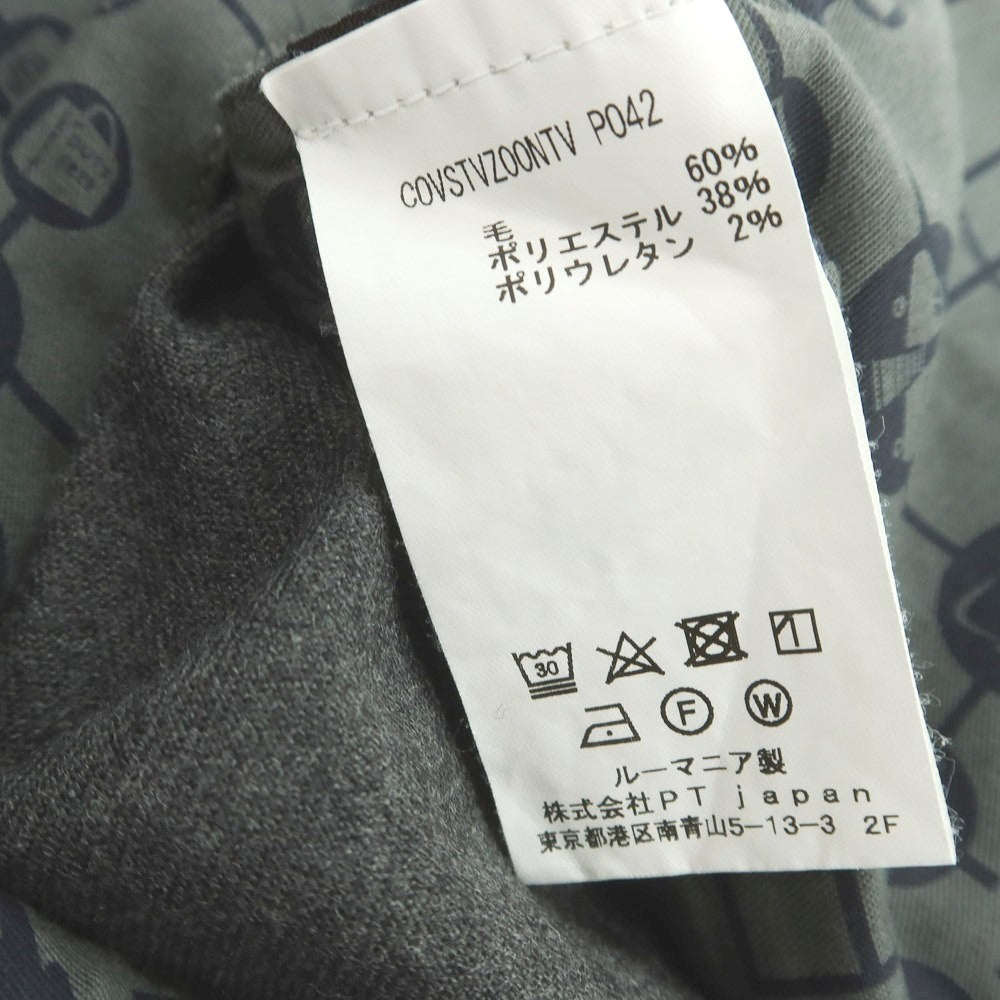 COVSTVZOONTV P042
毛 60%
ポリエステル 38%
ポリウレタン 2%
30
F W
ルーマニア製
株式会社PT japan
東京都港区南青山5-13-3 2F